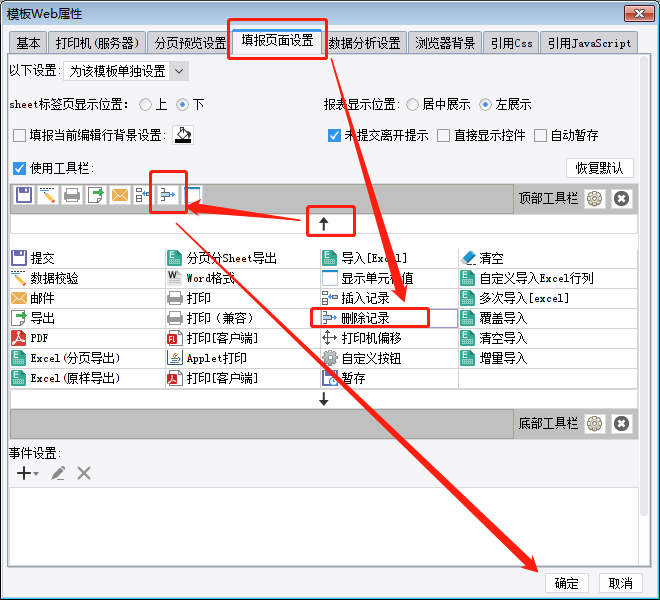 模板Web属性
基本 打印机(服务器) 分页预览设置 填报页面设置 数据分析设置 浏览器背景 引用Css 引用JavaScript
以下设置: 为该模板单独设置
sheet标签页显示位置: 上 下 报表显示位置: 居中展示 左展示
填报当前编辑行背景设置: 未提交离开提示 直接显示控件 自动暂存
使用工具栏: 恢复默认
顶部工具栏
提交 分页分Sheet导出 导入[Excel] 清空
数据校验 Word格式 显示单元格值 自定义导入Excel行列
邮件 打印 插入记录 多次导入[excel]
导出 打印（兼容） 删除记录 覆盖导入
PDF 打印[客户端] 打印机偏移 清空导入
Excel(分页导出) Applet打印 自定义按钮 增量导入
Excel(原样导出) 打印[客户端] 暂存
底部工具栏
事件设置:
确定 取消